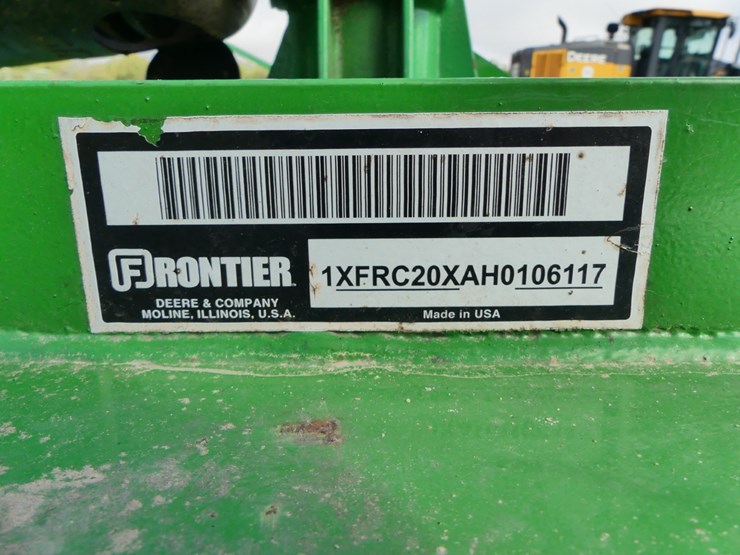 DEERE
FRONTIER
1XFRC20XAH0106117
DEERE & COMPANY
MOLINE, ILLINOIS, U.S.A.
Made in USA